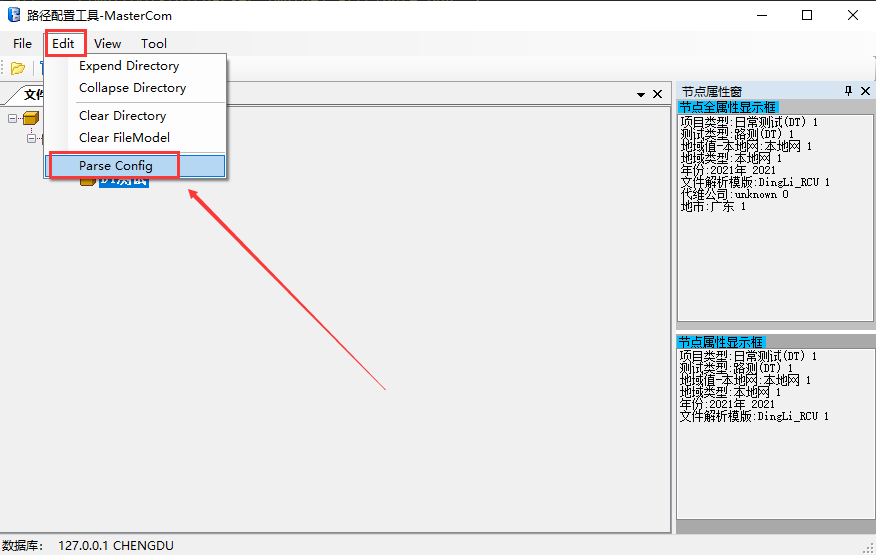 路径配置工具-MasterCom
File Edit View Tool
Expend Directory
Collapse Directory
Clear Directory
Clear FileModel
Parse Config
文件
DT测试
节点属性窗
节点全属性显示框
项目类型:日常测试(DT) 1
测试类型:路测(DT) 1
地域值-本地网:本地网 1
地域类型:本地网 1
年份:2021年 2021
文件解析模版:DingLi_RCU 1
代维公司:unknown 0
地市:广东 1
节点属性显示框
项目类型:日常测试(DT) 1
测试类型:路测(DT) 1
地域值-本地网:本地网 1
地域类型:本地网 1
年份:2021年 2021
文件解析模版:DingLi_RCU 1
数据库: 127.0.0.1 CHENGDU